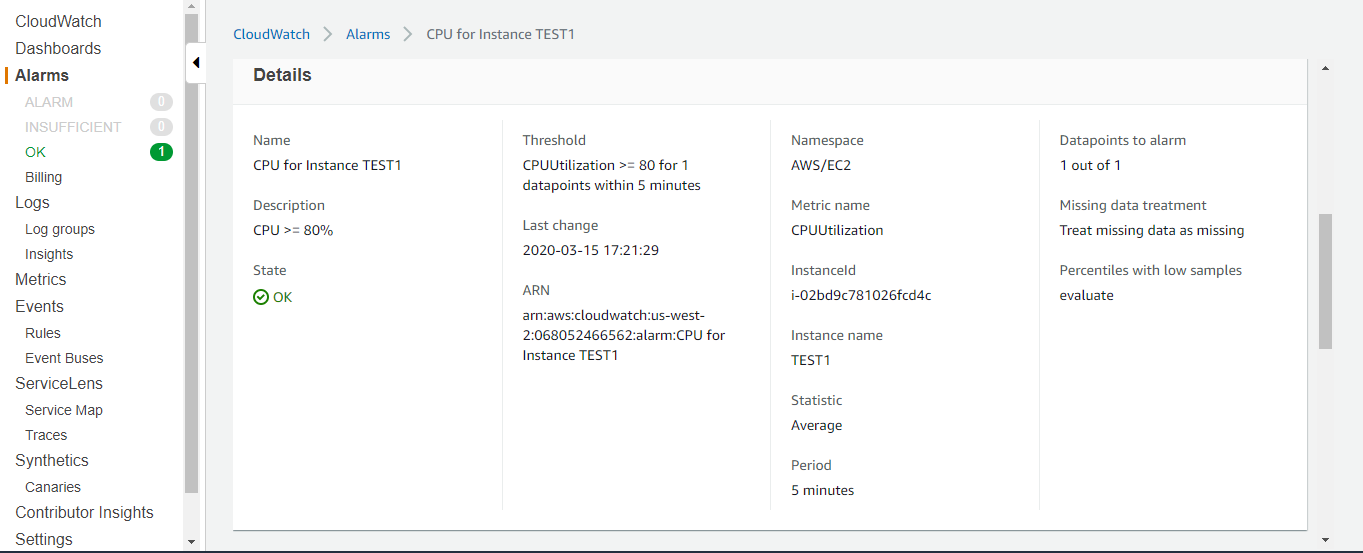 CloudWatch
Dashboards
Alarms
ALARM 0
INSUFFICIENT 0
OK 1
Billing
Logs
Log groups
Insights
Metrics
Events
Rules
Event Buses
ServiceLens
Service Map
Traces
Synthetics
Canaries
Contributor Insights
Settings
CloudWatch Alarms CPU for Instance TEST1
Details
Name
CPU for Instance TEST1
Description
CPU >= 80%
State
OK
Threshold
CPUUtilization >= 80 for 1
datapoints within 5 minutes
Last change
2020-03-15 17:21:29
ARN
arn:aws:cloudwatch:us-west-
2:068052466562:alarm:CPU for
Instance TEST1
Namespace
AWS/EC2
Metric name
CPUUtilization
InstanceId
i-02bd9c781026fcd4c
Instance name
TEST1
Statistic
Average
Period
5 minutes
Datapoints to alarm
1 out of 1
Missing data treatment
Treat missing data as missing
Percentiles with low samples
evaluate